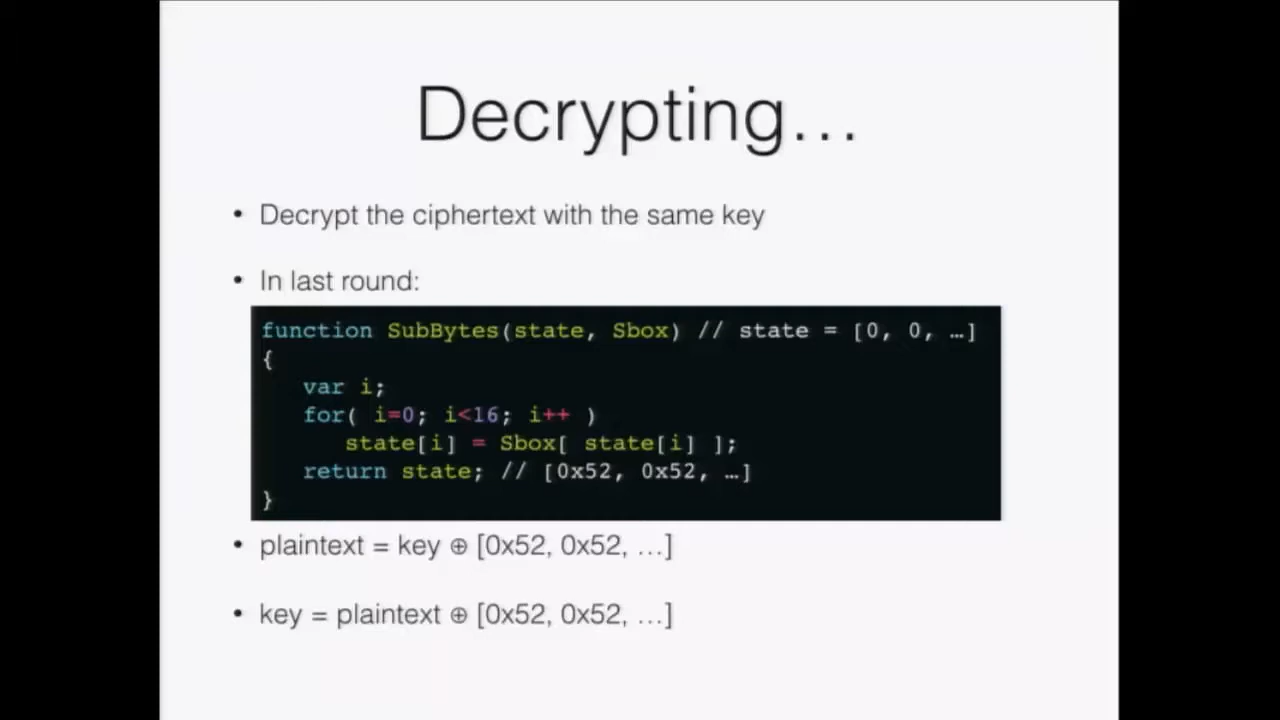 Decrypting…
• Decrypt the ciphertext with the same key
• In last round:
function SubBytes(state, Sbox) // state = [0, 0, …]
{
var i;
for( i=0; i<16; i++ )
state[i] = Sbox[ state[i] ];
return state; // [0x52, 0x52, …]
}
• plaintext = key ⊕ [0x52, 0x52, …]
• key = plaintext ⊕ [0x52, 0x52, …]